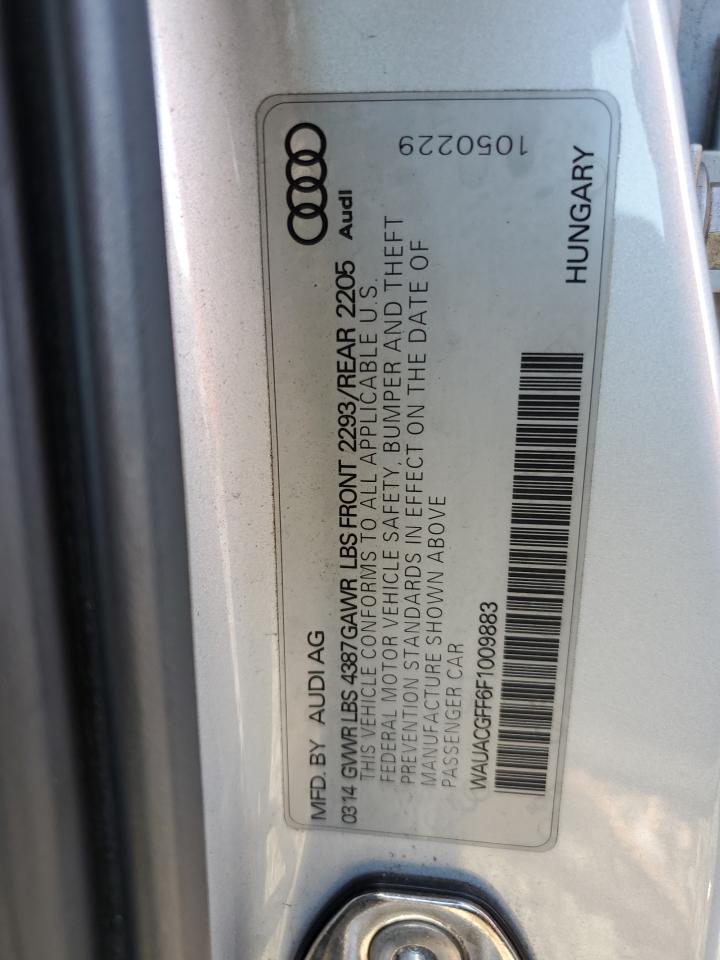 MFD. BY AUDI AG
Audi
0314 GVWR LBS 4387 GAWR LBS FRONT 2293/REAR 2205
THIS VEHICLE CONFORMS TO ALL APPLICABLE U.S.
FEDERAL MOTOR VEHICLE SAFETY, BUMPER AND THEFT
PREVENTION STANDARDS IN EFFECT ON THE DATE OF
MANUFACTURE SHOWN ABOVE
PASSENGER CAR
WAUACGFF6F1009883
HUNGARY
1050229